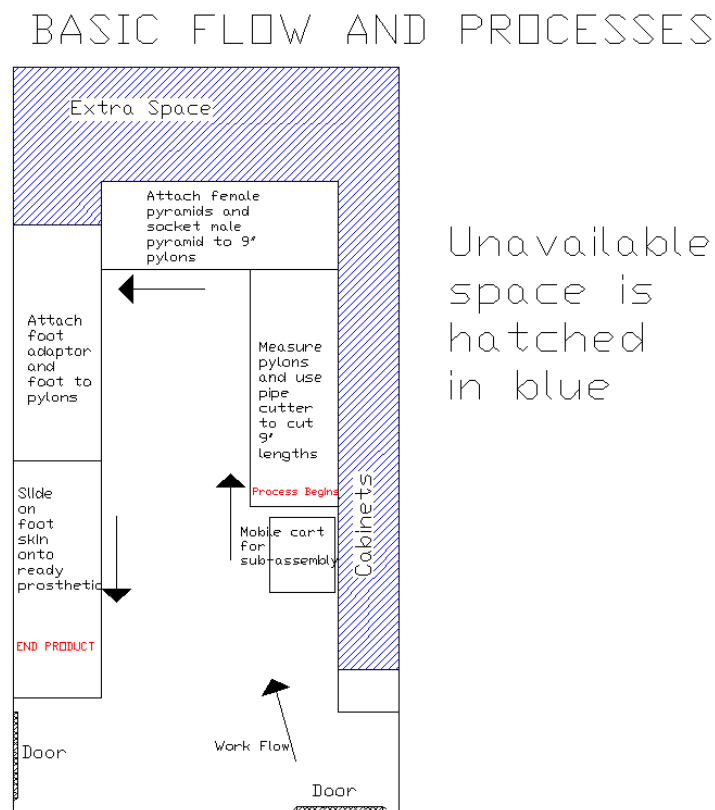 BASIC FLOW AND PROCESSES
Extra Space
Attach female
pyramids and
socket male
pyramid to 9"
pylons
Unavailable
space is
hatched
in blue
Attach
foot
adaptor
and
foot to
pylons
Measure
pylons
and use
pipe
cutter
to cut
9"
lengths
Process Begins
Cabinets
Slide
on
foot
skin
onto
ready
prosthetic
END PRODUCT
Mobile cart
for
sub-assembly
Work Flow
Door
Door